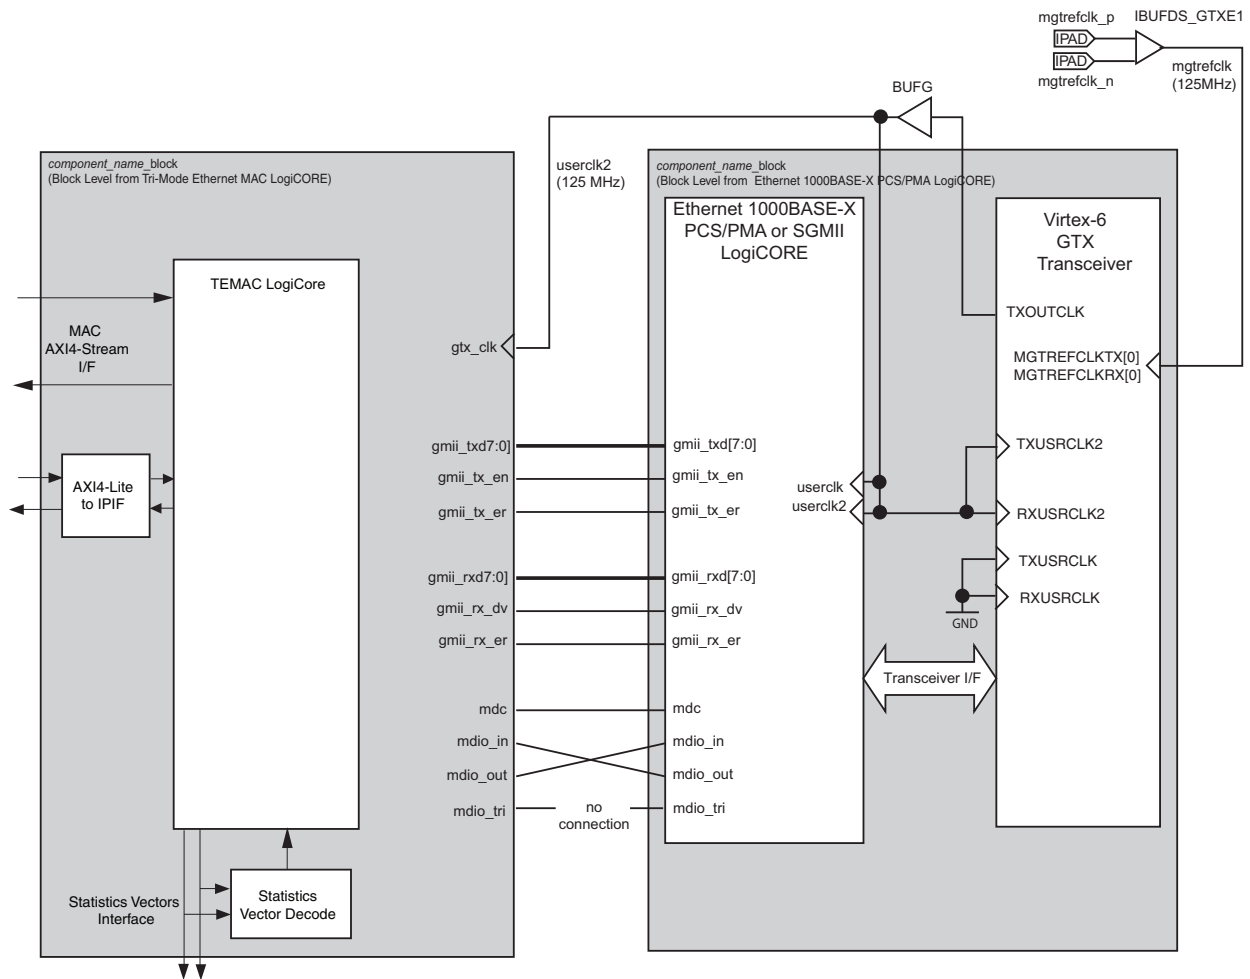 mgtrefclk_p
IBUFDS_GTXE1
IPAD
IPAD
mgtrefclk_n
mgtrefclk
(125MHz)
BUFG
userclk2
(125 MHz)
component_name_block
(Block Level from Tri-Mode Ethernet MAC LogiCORE)
TEMAC LogiCore
MAC
AXI4-Stream
I/F
AXI4-Lite
to IPIF
gtx_clk
gmii_txd7:0]
gmii_tx_en
gmii_tx_er
gmii_rxd7:0]
gmii_rx_dv
gmii_rx_er
mdc
mdio_in
mdio_out
mdio_tri
no
connection
Statistics Vectors
Interface
Statistics
Vector Decode
component_name_block
(Block Level from Ethernet 1000BASE-X PCS/PMA LogiCORE)
Ethernet 1000BASE-X
PCS/PMA or SGMII
LogiCORE
gmii_txd[7:0]
gmii_tx_en
gmii_tx_er
gmii_rxd[7:0]
gmii_rx_dv
gmii_rx_er
mdc
mdio_in
mdio_out
mdio_tri
userclk
userclk2
Transceiver I/F
Virtex-6
GTX
Transceiver
TXOUTCLK
MGTREFCLKTX[0]
MGTREFCLKRX[0]
TXUSRCLK2
RXUSRCLK2
TXUSRCLK
RXUSRCLK
GND